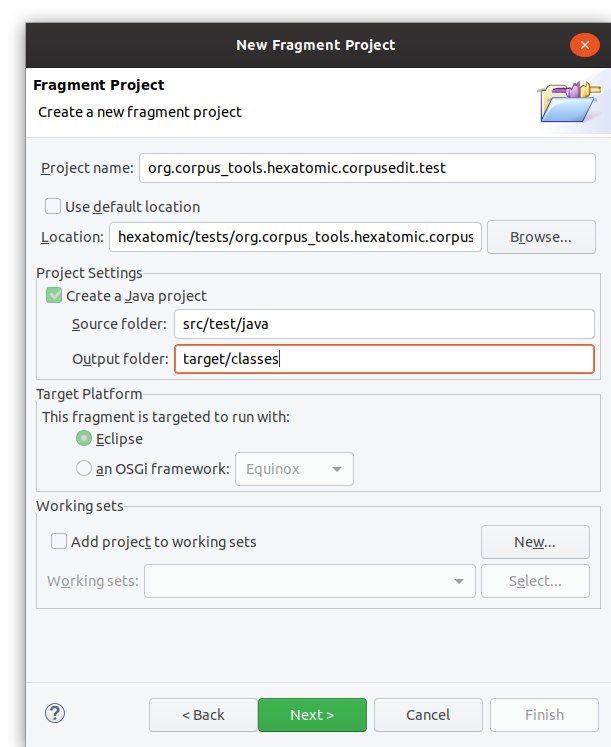 New Fragment Project
Fragment Project
Create a new fragment project
Project name: org.corpus_tools.hexatomic.corpusedit.test
Use default location
Location: hexatomic/tests/org.corpus_tools.hexatomic.corpus Browse...
Project Settings
Create a Java project
Source folder: src/test/java
Output folder: target/classes
Target Platform
This fragment is targeted to run with:
Eclipse
an OSGi framework: Equinox
Working sets
Add project to working sets New...
Working sets: Select...
? < Back Next > Cancel Finish